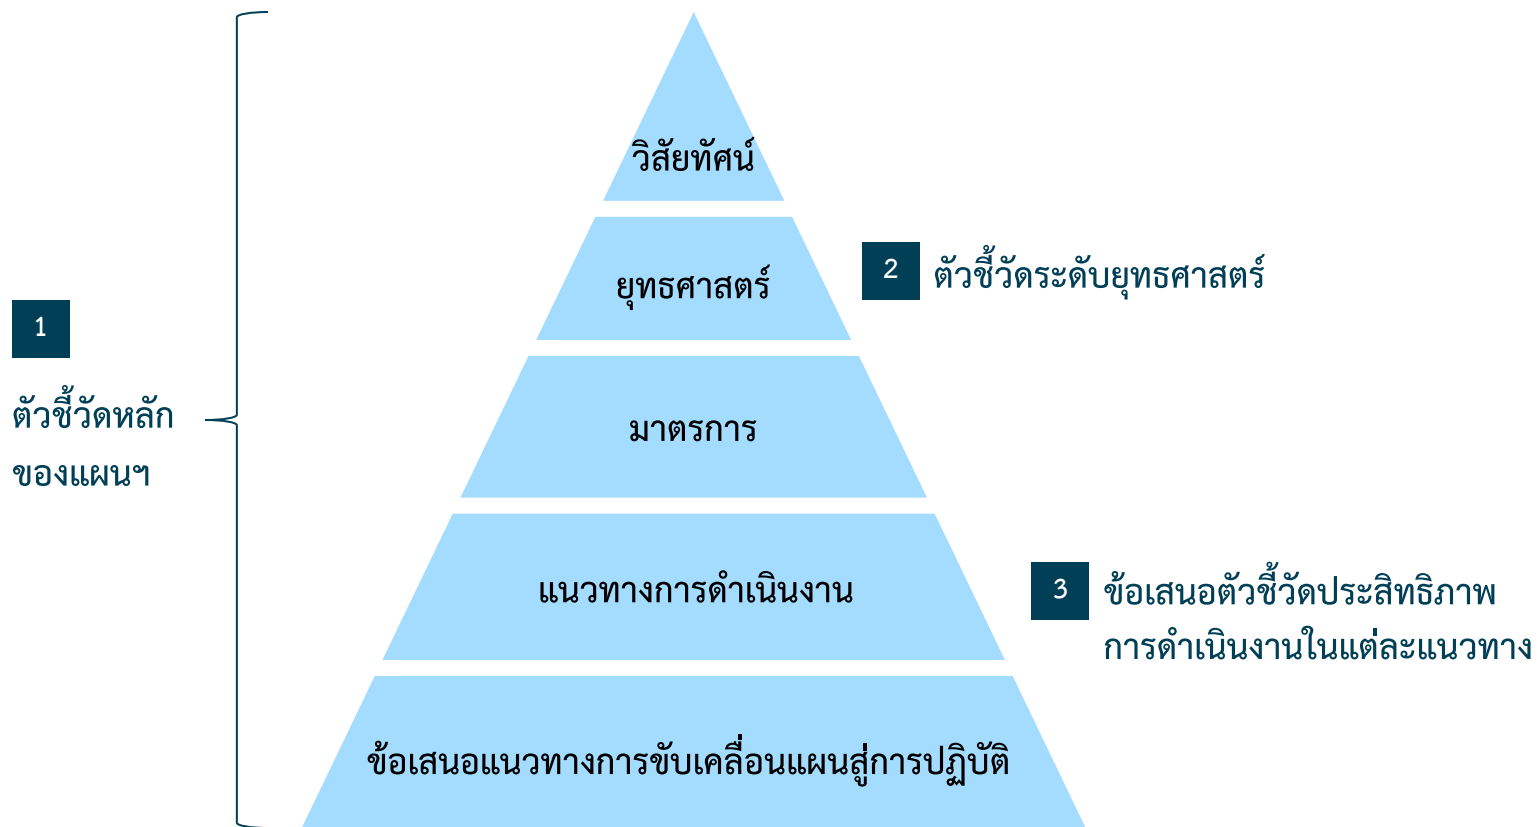 วิสัยทัศน์
ยุทธศาสตร์
2 ตัวชี้วัดระดับยุทธศาสตร์
1
ตัวชี้วัดหลัก
ของแผนฯ
มาตรการ
แนวทางการดำเนินงาน
3 ข้อเสนอตัวชี้วัดประสิทธิภาพ
การดำเนินงานในแต่ละแนวทาง
ข้อเสนอแนวทางการขับเคลื่อนแผนสู่การปฏิบัติ